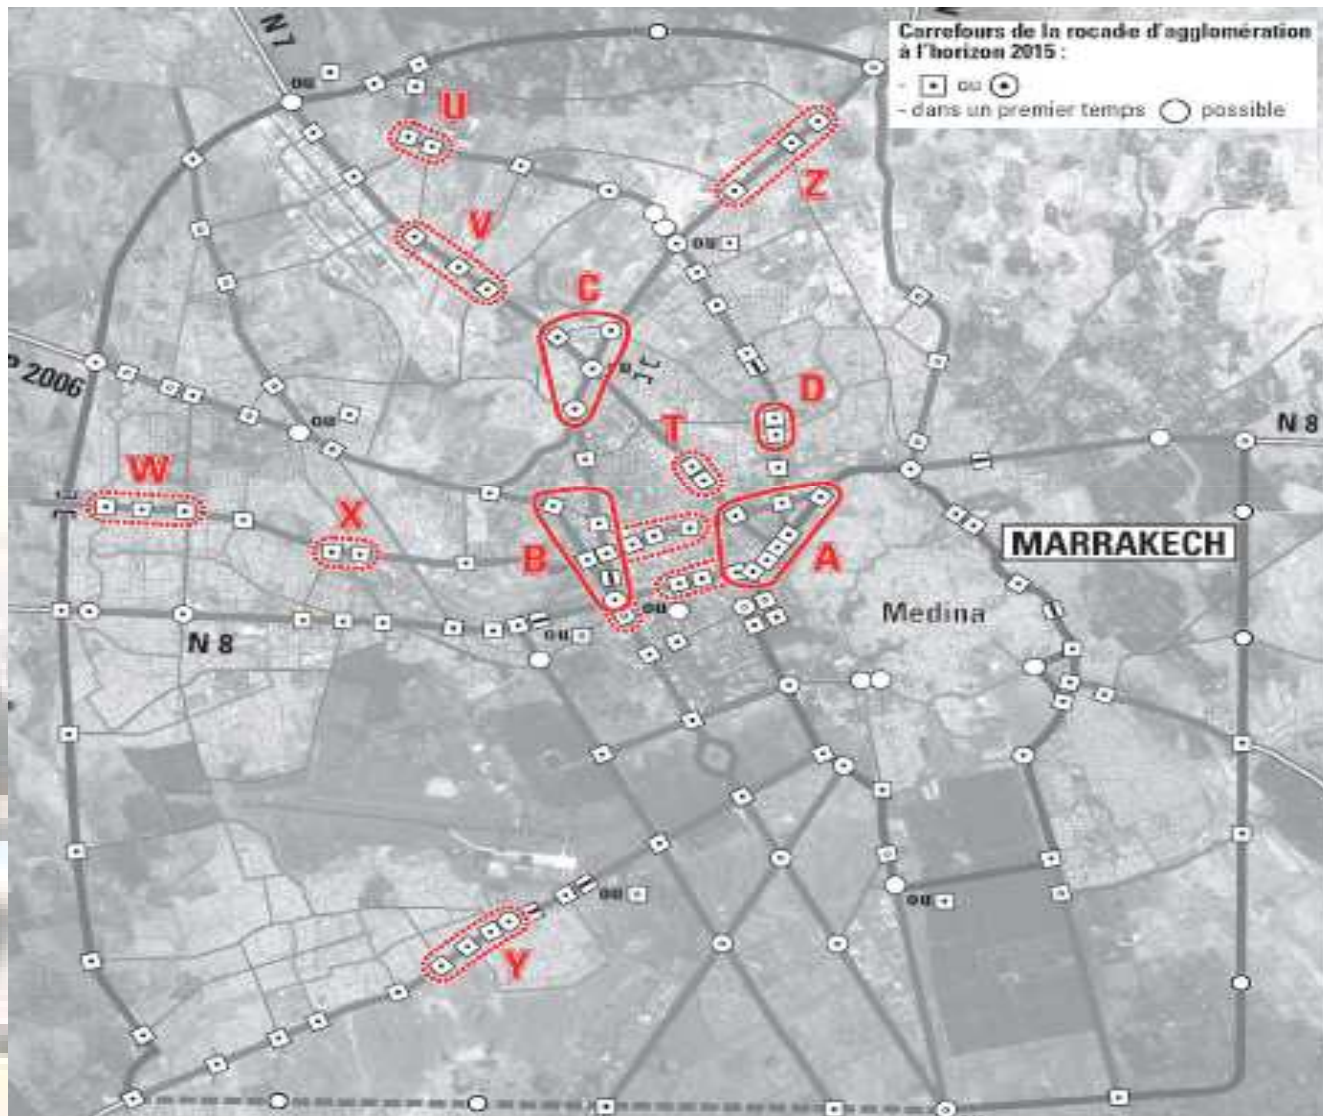 Carrefours de la rocade d'agglomération
à l'horizon 2015 :
- ou
- dans un premier temps possible
N 7
ou
U
Z
V
ou
C
ou
P 2006
ou
D
T
N 8
W
X
B
A
MARRAKECH
ou
Medina
N 8
ou
ou
ou
Y